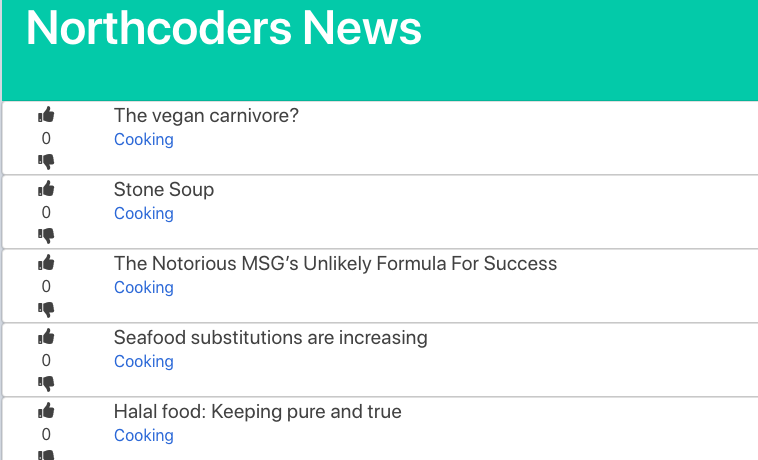 Northcoders News
The vegan carnivore?
Cooking
0
Stone Soup
Cooking
0
The Notorious MSG’s Unlikely Formula For Success
Cooking
0
Seafood substitutions are increasing
Cooking
0
Halal food: Keeping pure and true
Cooking
0